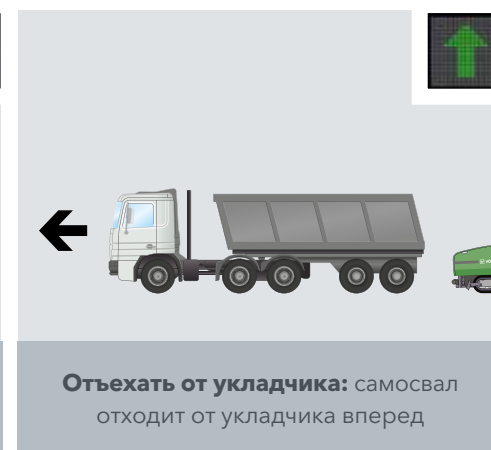 Отъехать от укладчика: самосвал
отходит от укладчика вперед